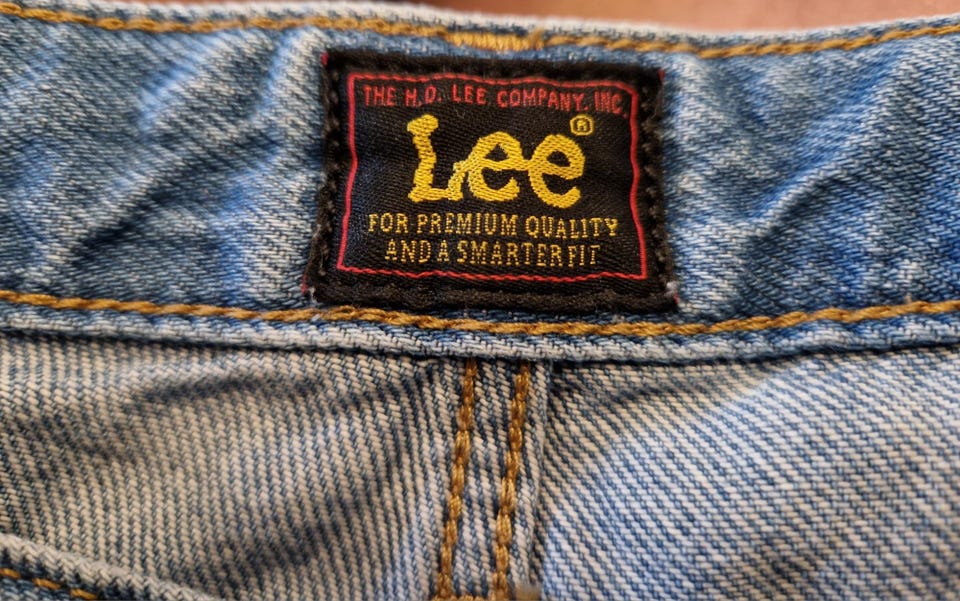 THE H.D. LEE COMPANY, INC.
Lee®
FOR PREMIUM QUALITY
AND A SMARTER FIT